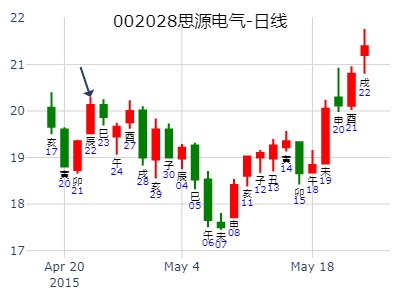 002028思源电气-日线
22
21
20
19
18
17
亥
17
寅
20
卯
21
辰
22
巳
23
午
24
酉
27
戌
28
亥
29
子
30
辰
04
巳
05
午
06
未
07
申
08
亥
11
子
12
丑
13
寅
14
卯
15
午
18
未
19
申
20
酉
21
戌
22
Apr 20
2015
May 4
May 18